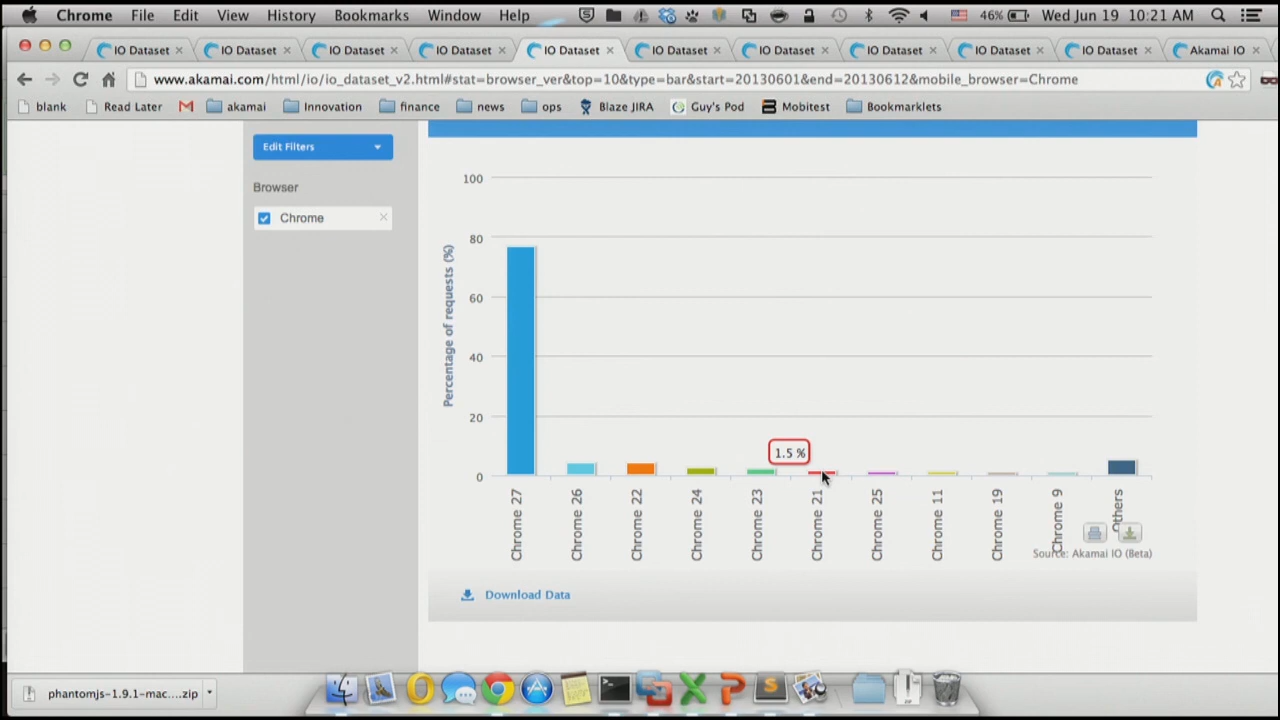 Chrome File Edit View History Bookmarks Window Help 46% Wed Jun 19 10:21 AM
IO Dataset IO Dataset IO Dataset IO Dataset IO Dataset IO Dataset IO Dataset IO Dataset IO Dataset IO Dataset Akamai IO
www.akamai.com/html/io/io_dataset_v2.html#stat=browser_ver&top=10&type=bar&start=20130601&end=20130612&mobile_browser=Chrome
blank Read Later akamai Innovation finance news ops Blaze JIRA Guy's Pod Mobitest Bookmarklets
Edit Filters
Browser
Chrome
Percentage of requests (%)
100
80
60
40
20
0
1.5 %
Chrome 27
Chrome 26
Chrome 22
Chrome 24
Chrome 23
Chrome 21
Chrome 25
Chrome 11
Chrome 19
Chrome 9
Others
Source: Akamai IO (Beta)
Download Data
phantomjs-1.9.1-mac....zip